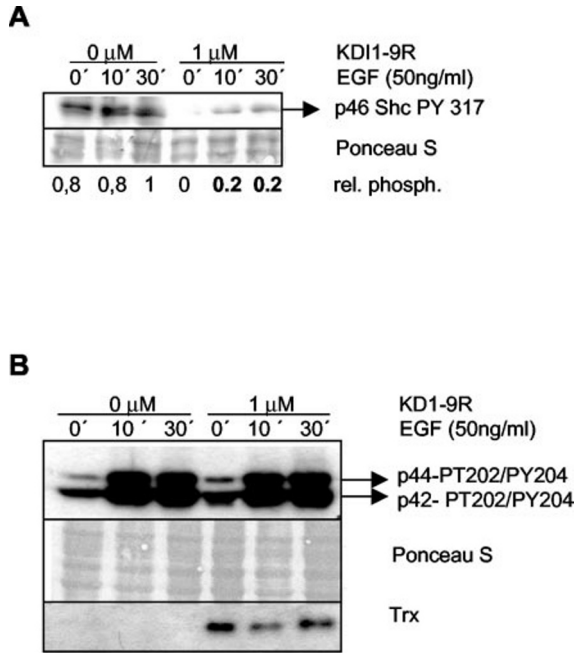 A
0 μM 1 μM KDI1-9R
0´ 10´ 30´ 0´ 10´ 30´ EGF (50ng/ml)
p46 Shc PY 317
Ponceau S
0,8 0,8 1 0 0.2 0.2 rel. phosph.
B
0 μM 1 μM KD1-9R
0´ 10 ´ 30´ 0´ 10´ 30´ EGF (50ng/ml)
p44-PT202/PY204
p42- PT202/PY204
Ponceau S
Trx